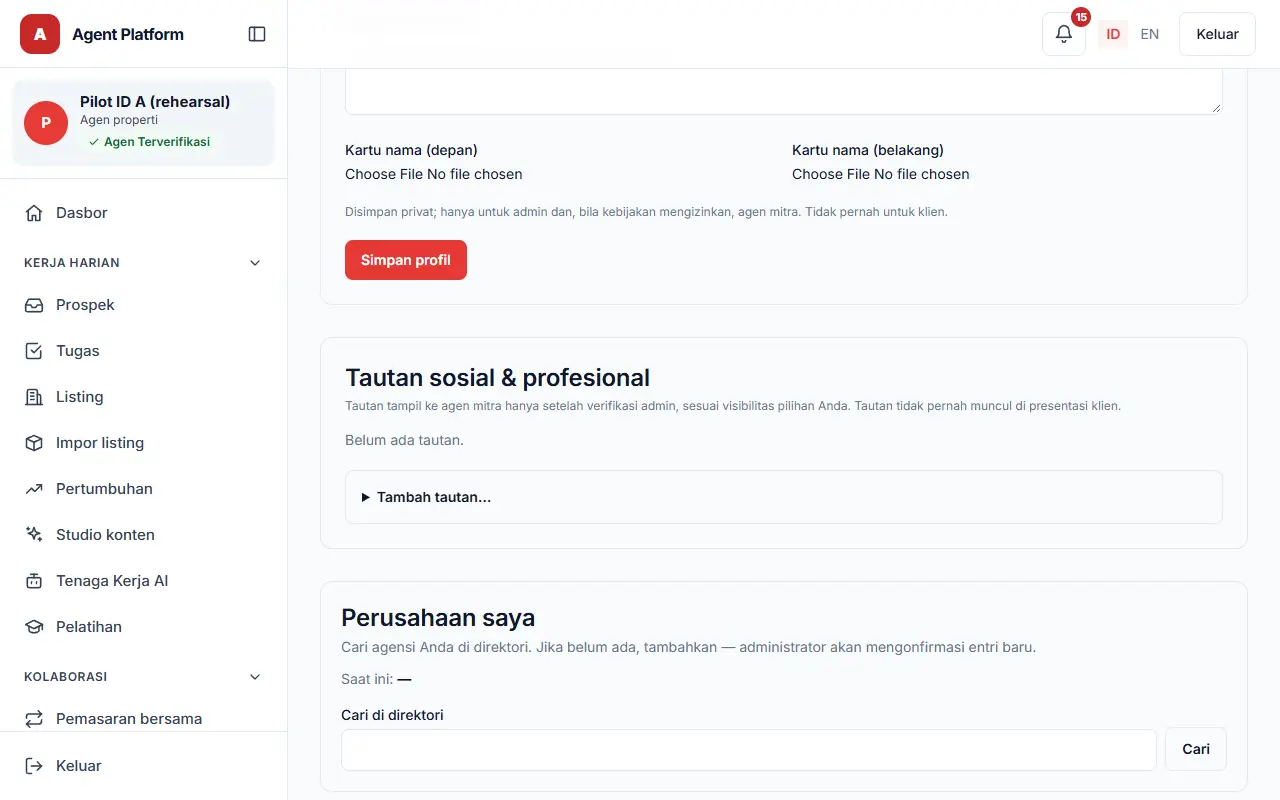 A Agent Platform
15
ID EN Keluar
P
Pilot ID A (rehearsal)
Agen properti
Agen Terverifikasi
Dasbor
KERJA HARIAN
Prospek
Tugas
Listing
Impor listing
Pertumbuhan
Studio konten
Tenaga Kerja AI
Pelatihan
KOLABORASI
Pemasaran bersama
Keluar
Kartu nama (depan)
Choose File No file chosen
Kartu nama (belakang)
Choose File No file chosen
Disimpan privat; hanya untuk admin dan, bila kebijakan mengizinkan, agen mitra. Tidak pernah untuk klien.
Simpan profil
Tautan sosial & profesional
Tautan tampil ke agen mitra hanya setelah verifikasi admin, sesuai visibilitas pilihan Anda. Tautan tidak pernah muncul di presentasi klien.
Belum ada tautan.
Tambah tautan…
Perusahaan saya
Cari agensi Anda di direktori. Jika belum ada, tambahkan — administrator akan mengonfirmasi entri baru.
Saat ini: —
Cari di direktori
Cari